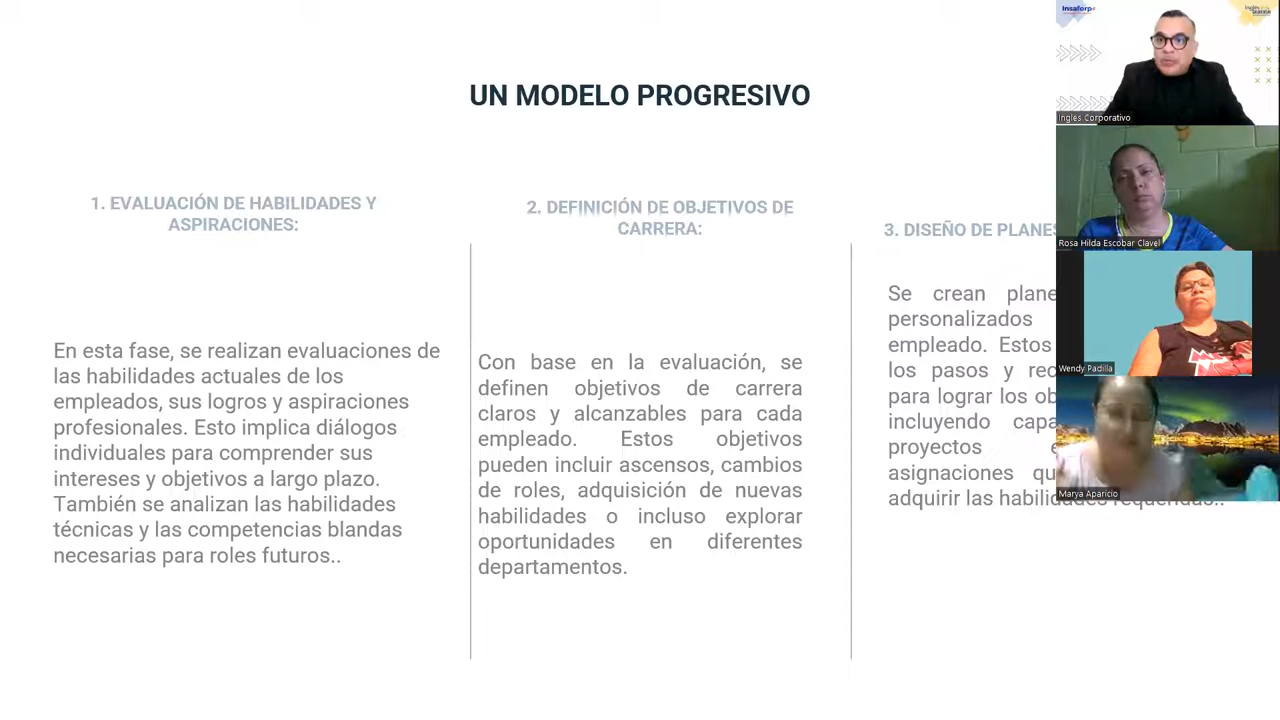 UN MODELO PROGRESIVO
1. EVALUACIÓN DE HABILIDADES Y
ASPIRACIONES:
En esta fase, se realizan evaluaciones de
las habilidades actuales de los
empleados, sus logros y aspiraciones
profesionales. Esto implica diálogos
individuales para comprender sus
intereses y objetivos a largo plazo.
También se analizan las habilidades
técnicas y las competencias blandas
necesarias para roles futuros..
2. DEFINICIÓN DE OBJETIVOS DE
CARRERA:
Con base en la evaluación, se
definen objetivos de carrera
claros y alcanzables para cada
empleado. Estos objetivos
pueden incluir ascensos, cambios
de roles, adquisición de nuevas
habilidades o incluso explorar
oportunidades en diferentes
departamentos.
3. DISEÑO DE PLANES
Se crean plane
personalizados
empleado. Estos
los pasos y rec
para lograr los ob
incluyendo capa
proyectos e
asignaciones qu
adquirir las habilidades requeridas..
Insaforp
Ingles Corporativo
Rosa Hilda Escobar Clavel
Wendy Padilla
Marya Aparicio